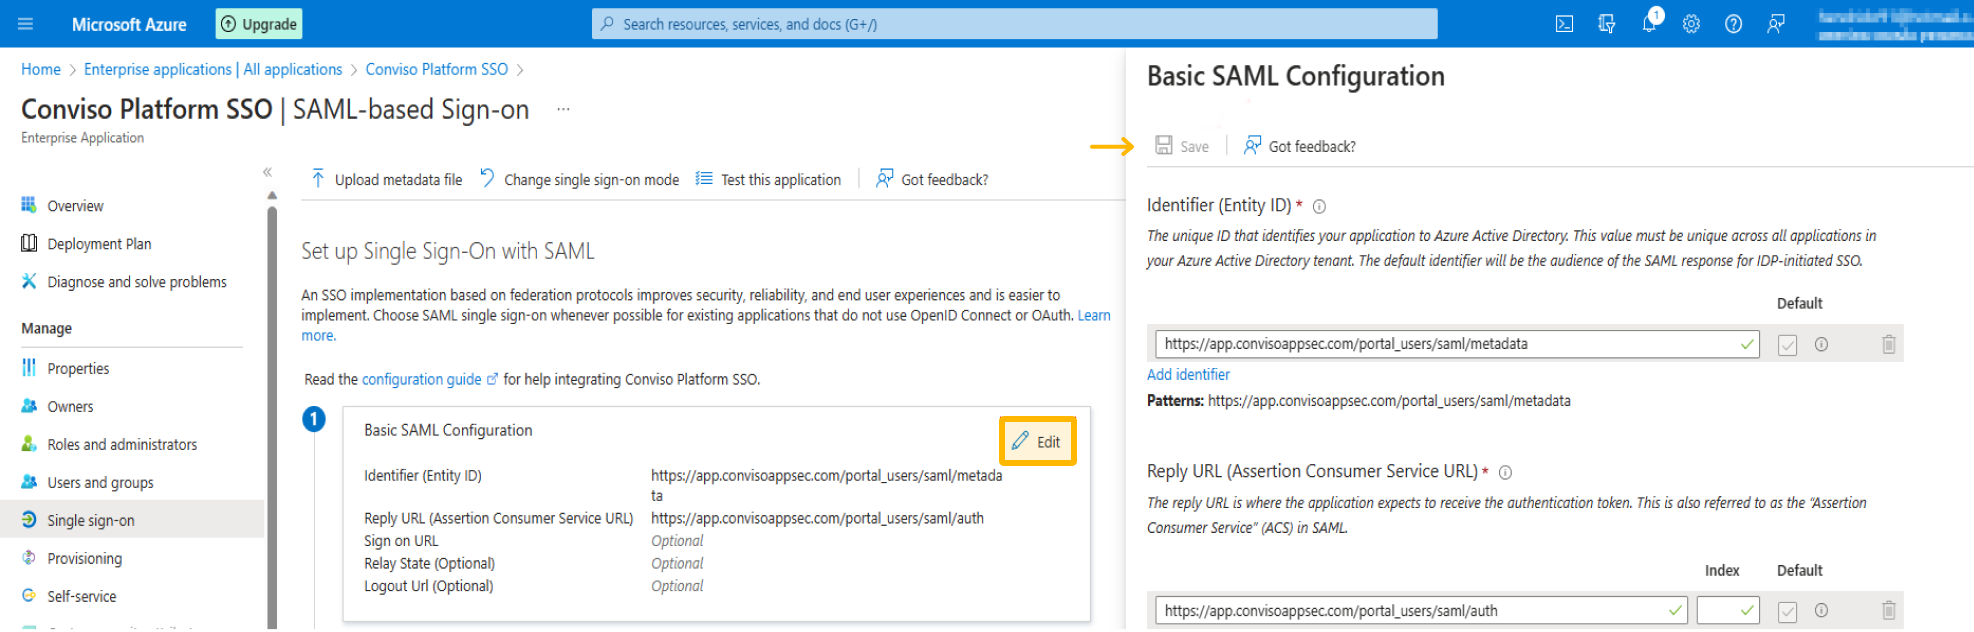 Microsoft Azure
Upgrade
Search resources, services, and docs (G+/)
1
Home > Enterprise applications | All applications > Conviso Platform SSO >
Conviso Platform SSO | SAML-based Sign-on ...
Enterprise Application
Overview
Deployment Plan
Diagnose and solve problems
Manage
Properties
Owners
Roles and administrators
Users and groups
Single sign-on
Provisioning
Self-service
Upload metadata file
Change single sign-on mode
Test this application
Got feedback?
Set up Single Sign-On with SAML
An SSO implementation based on federation protocols improves security, reliability, and end user experiences and is easier to
implement. Choose SAML single sign-on whenever possible for existing applications that do not use OpenID Connect or OAuth. Learn
more.
Read the configuration guide for help integrating Conviso Platform SSO.
1
Basic SAML Configuration
Edit
Identifier (Entity ID) https://app.convisoappsec.com/portal_users/saml/metada
ta
Reply URL (Assertion Consumer Service URL) https://app.convisoappsec.com/portal_users/saml/auth
Sign on URL Optional
Relay State (Optional) Optional
Logout Url (Optional) Optional
Basic SAML Configuration
Save
Got feedback?
Identifier (Entity ID) *
The unique ID that identifies your application to Azure Active Directory. This value must be unique across all applications in
your Azure Active Directory tenant. The default identifier will be the audience of the SAML response for IDP-initiated SSO.
Default
https://app.convisoappsec.com/portal_users/saml/metadata
Add identifier
Patterns: https://app.convisoappsec.com/portal_users/saml/metadata
Reply URL (Assertion Consumer Service URL) *
The reply URL is where the application expects to receive the authentication token. This is also referred to as the "Assertion
Consumer Service" (ACS) in SAML.
Index Default
https://app.convisoappsec.com/portal_users/saml/auth